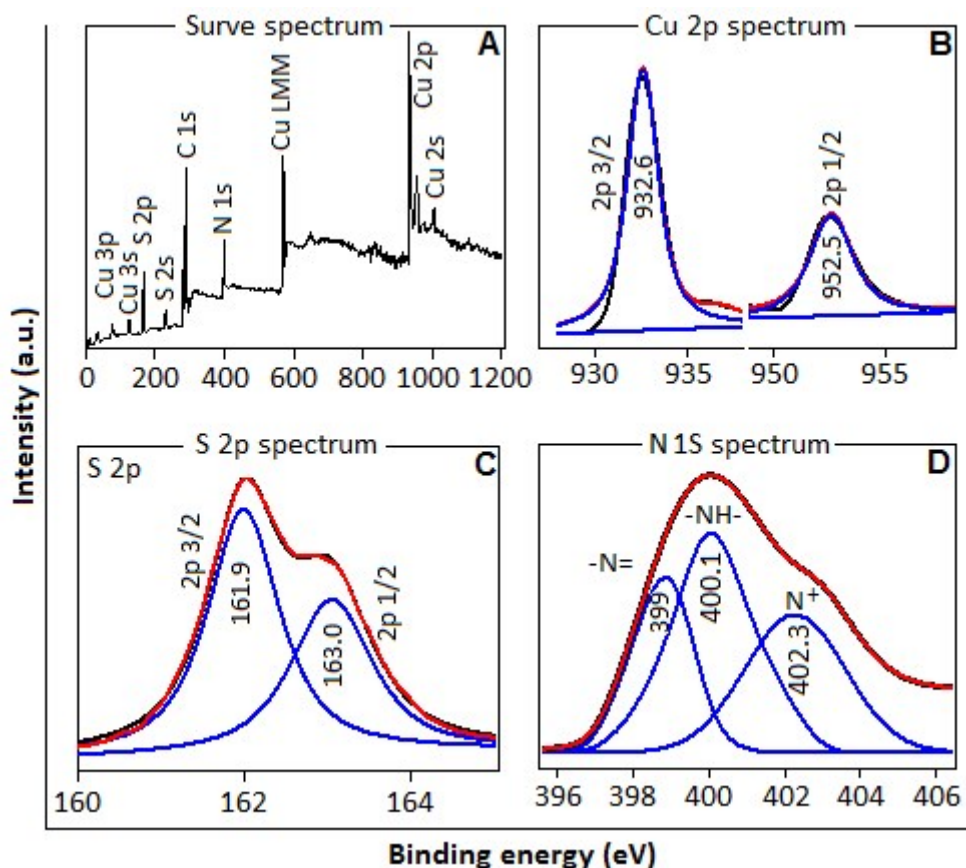 Surve spectrum
A
Cu 3p
Cu 3s
S 2p
S 2s
C 1s
N 1s
Cu LMM
Cu 2p
Cu 2s
0 200 400 600 800 1000 1200
Cu 2p spectrum
B
2p 3/2
932.6
2p 1/2
952.5
930 935 950 955
S 2p spectrum
C
S 2p
2p 3/2
161.9
163.0
2p 1/2
160 162 164
N 1S spectrum
D
-N=
399
-NH-
400.1
N+
402.3
396 398 400 402 404 406
Intensity (a.u.)
Binding energy (eV)